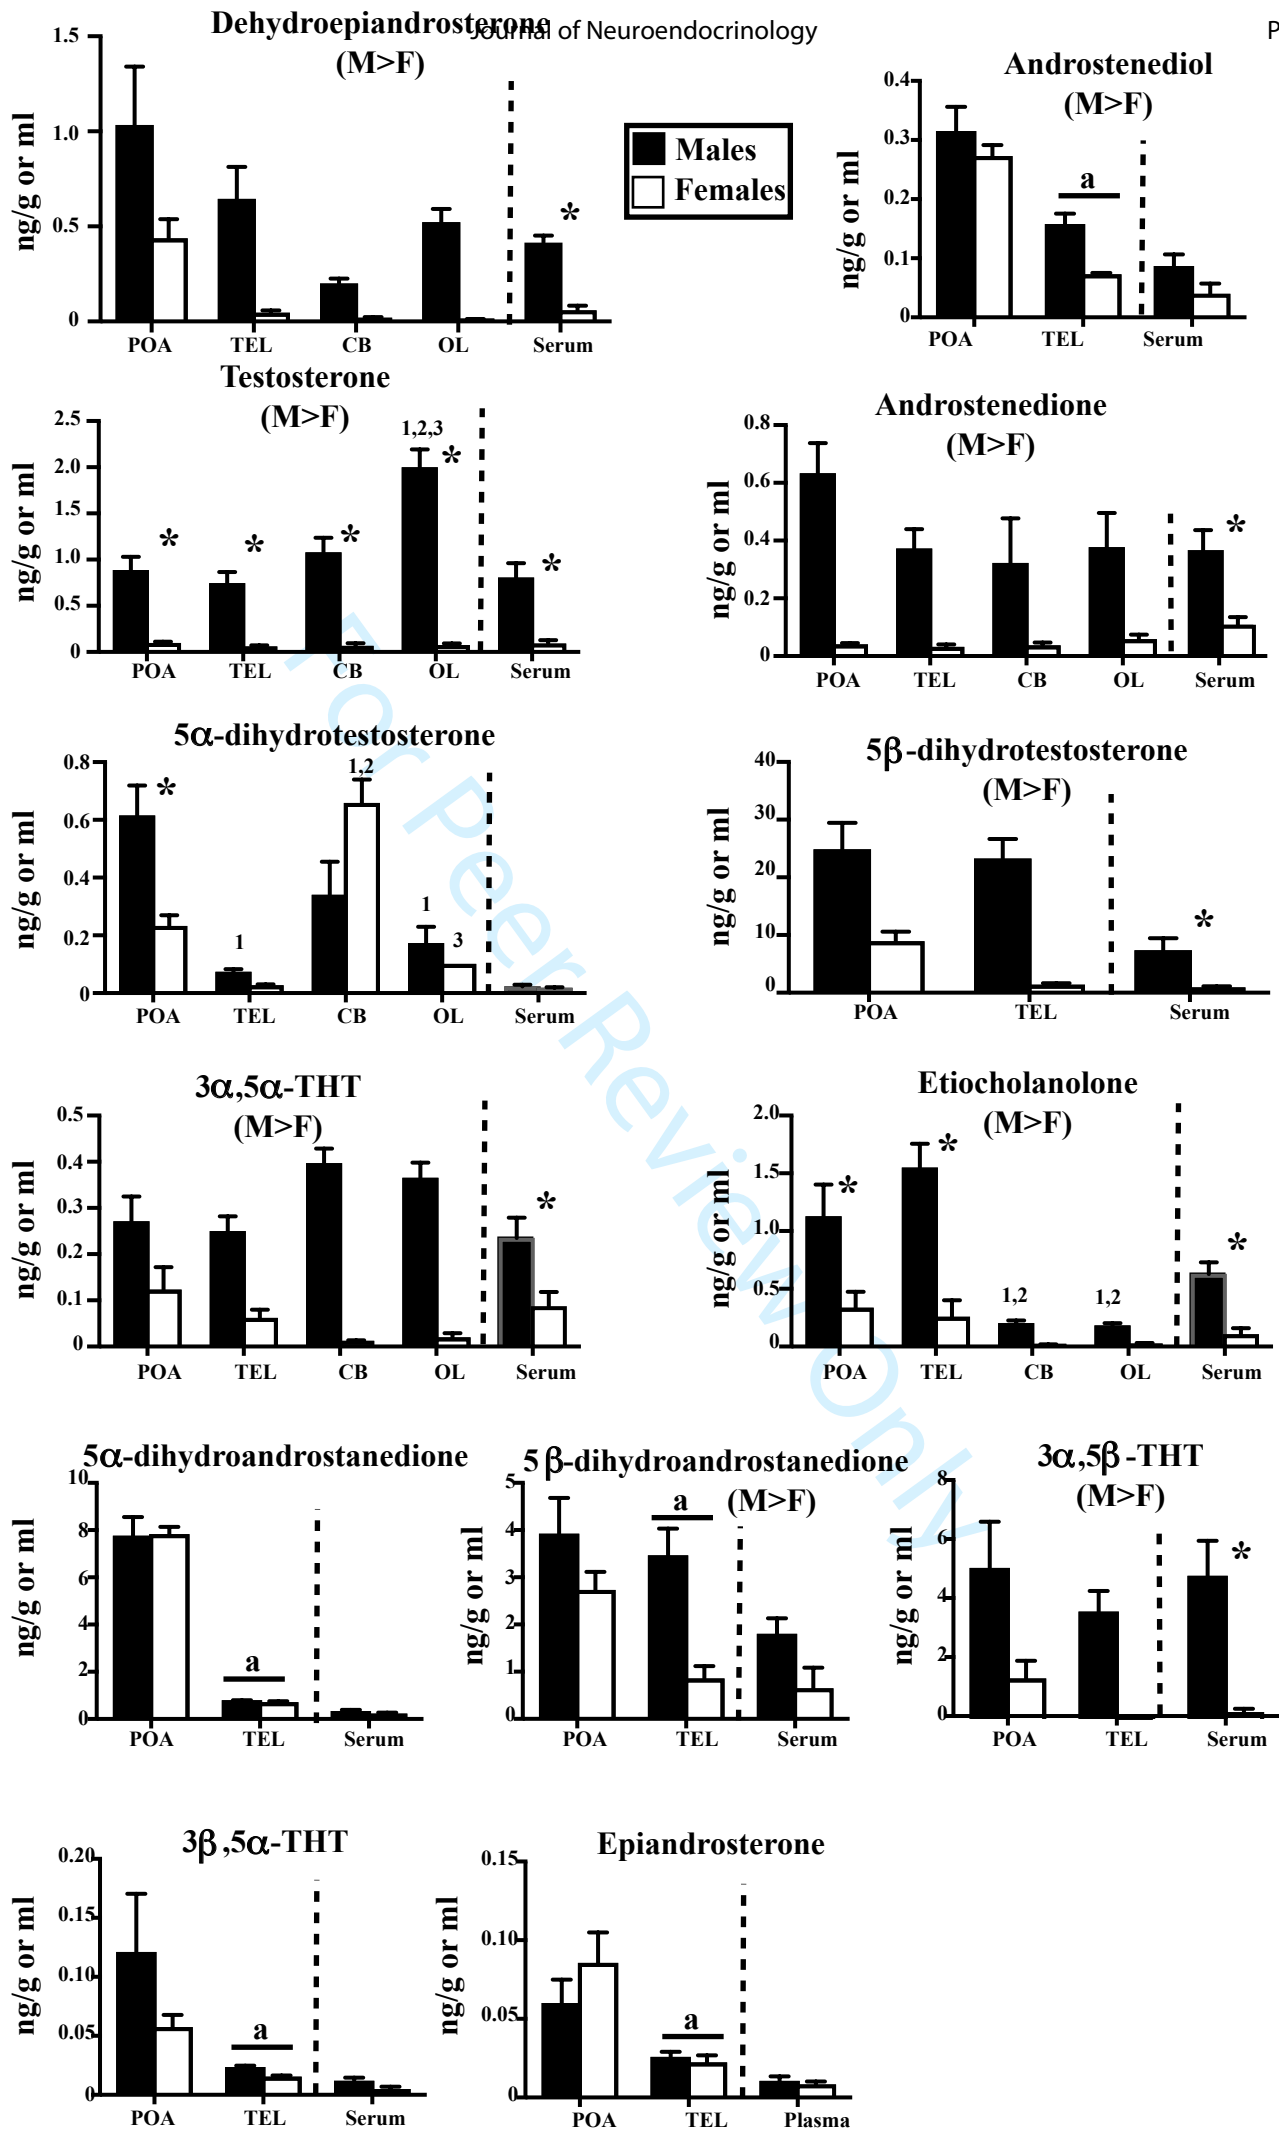 Journal of Neuroendocrinology
P
Dehydroepiandrosterone
(M>F)
ng/g or ml
1.5
1.0
0.5
0
POA TEL CB OL Serum
*
Males
Females
Androstenediol
(M>F)
ng/g or ml
0.4
0.3
0.2
0.1
0
a
POA TEL Serum
Testosterone
(M>F)
ng/g or ml
2.5
2.0
1.5
1.0
0.5
0
* * * 1,2,3 * *
POA TEL CB OL Serum
Androstenedione
(M>F)
ng/g or ml
0.8
0.6
0.4
0.2
0
*
POA TEL CB OL Serum
5α-dihydrotestosterone
ng/g or ml
0.8
0.6
0.4
0.2
0
* 1 1,2 1 3
POA TEL CB OL Serum
5β-dihydrotestosterone
(M>F)
ng/g or ml
40
30
20
10
0
*
POA TEL Serum
3α,5α-THT
(M>F)
ng/g or ml
0.5
0.4
0.3
0.2
0.1
0
*
POA TEL CB OL Serum
Etiocholanolone
(M>F)
ng/g or ml
2.0
1.5
1.0
0.5
0
* * 1,2 1,2 *
POA TEL CB OL Serum
5α-dihydroandrostanedione
ng/g or ml
10
8
6
4
2
0
a
POA TEL Serum
5 β-dihydroandrostanedione
(M>F)
ng/g or ml
5
4
3
2
1
0
a
POA TEL Serum
3α,5β -THT
(M>F)
ng/g or ml
8
6
4
2
0
*
POA TEL Serum
3β,5α-THT
ng/g or ml
0.20
0.15
0.10
0.05
0
a
POA TEL Serum
Epiandrosterone
ng/g or ml
0.15
0.10
0.05
0
a
POA TEL Plasma
For Peer Review Only